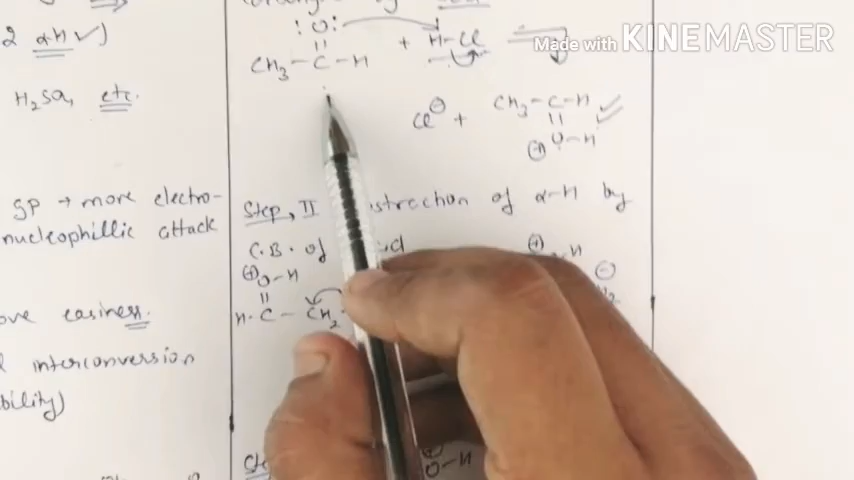 2 αH ✓)
H₂SO₄ etc.
SP → more electro-
nucleophillic attack
ove easiness.
interconversion
bility)
:O:
||
CH₃-C-H + H-Cl
Cl⊖ + CH₃-C-H ✓
||
⊕O-H
Step, II of α-H by
C.B. of
⊕O-H
||
H-C-CH₂
⊕
O-H
Made with KINEMASTER